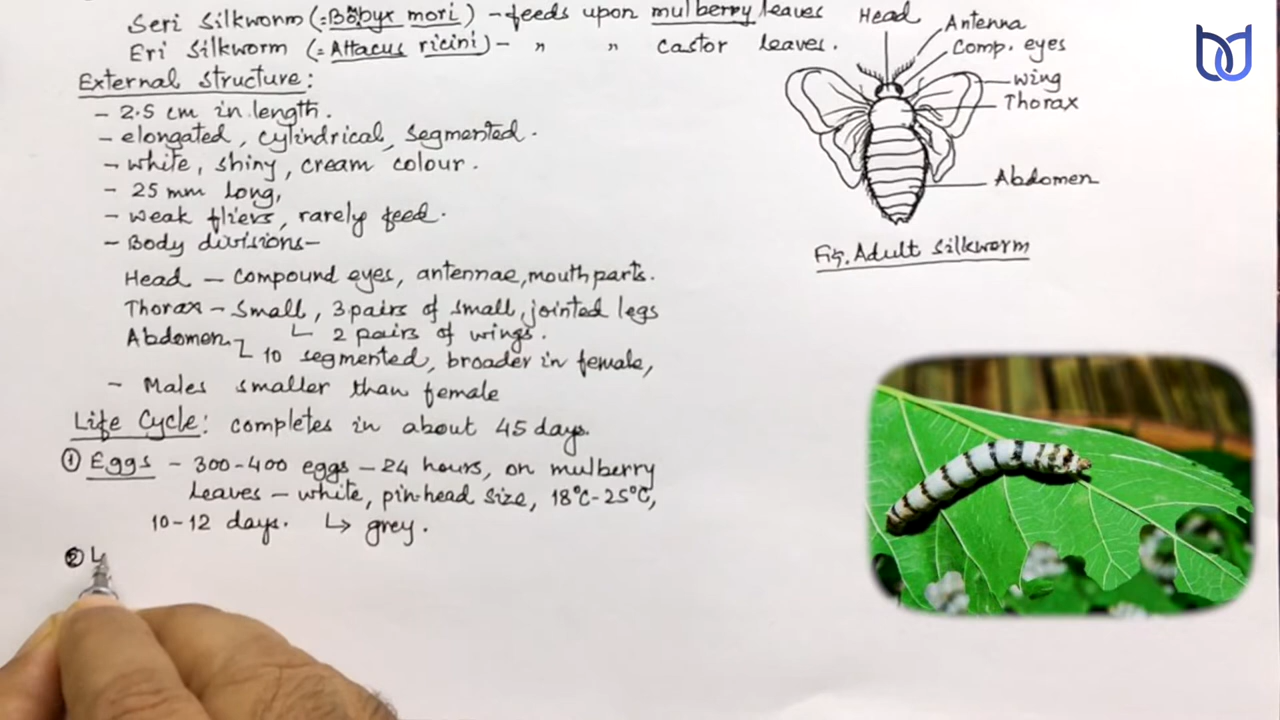 Seri Silkworm (=Bobyx mori) - feeds upon mulberry leaves
Eri Silkworm (= Attacus ricini) - " " castor leaves.
External structure:
- 2.5 cm in length.
- elongated, cylindrical, segmented.
- white, shiny, cream colour.
- 25 mm long,
- weak fliers, rarely feed.
- Body divisions-
Head - compound eyes, antennae, mouth parts.
Thorax - Small, 3 pairs of small, jointed legs
↳ 2 pairs of wings.
Abdomen
↳ 10 segmented, broader in female,
- Males smaller than female
Life Cycle: completes in about 45 days.
① Eggs - 300-400 eggs - 24 hours, on mulberry
leaves - white, pin-head size, 18°C-25°C,
10-12 days. ↳ grey.
② L
Head
Antenna
Comp. eyes
wing
Thorax
Abdomen
Fig. Adult Silkworm